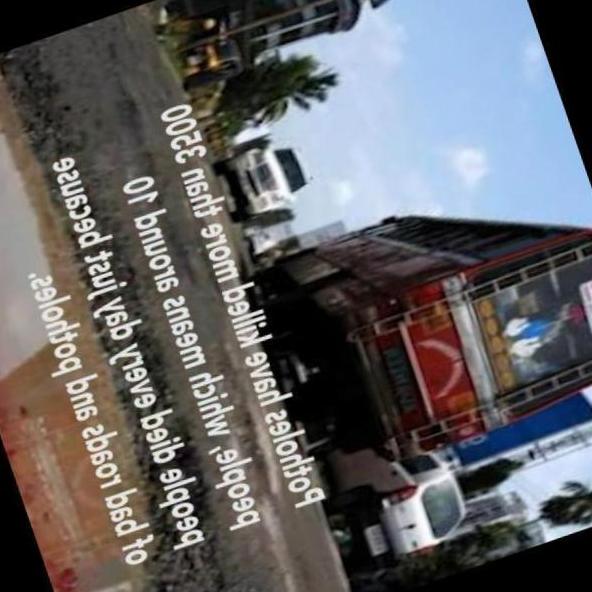 Potholes have killed more than 3500
people, which means around 10
people died every day just because
of bad roads and potholes.